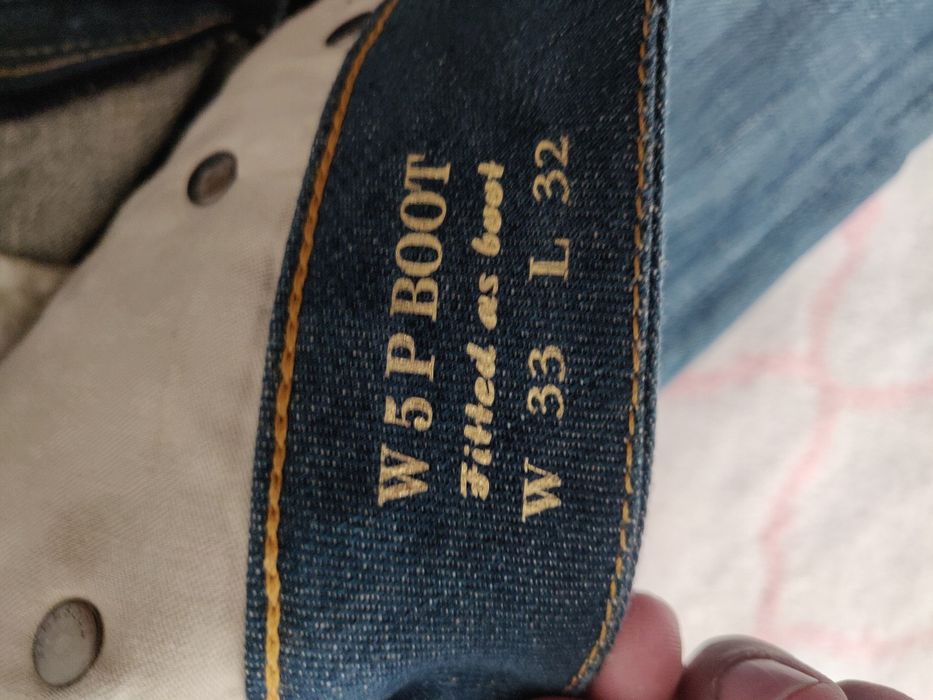 W 5 P BOOT
Fitted as boot
W 33 L 32